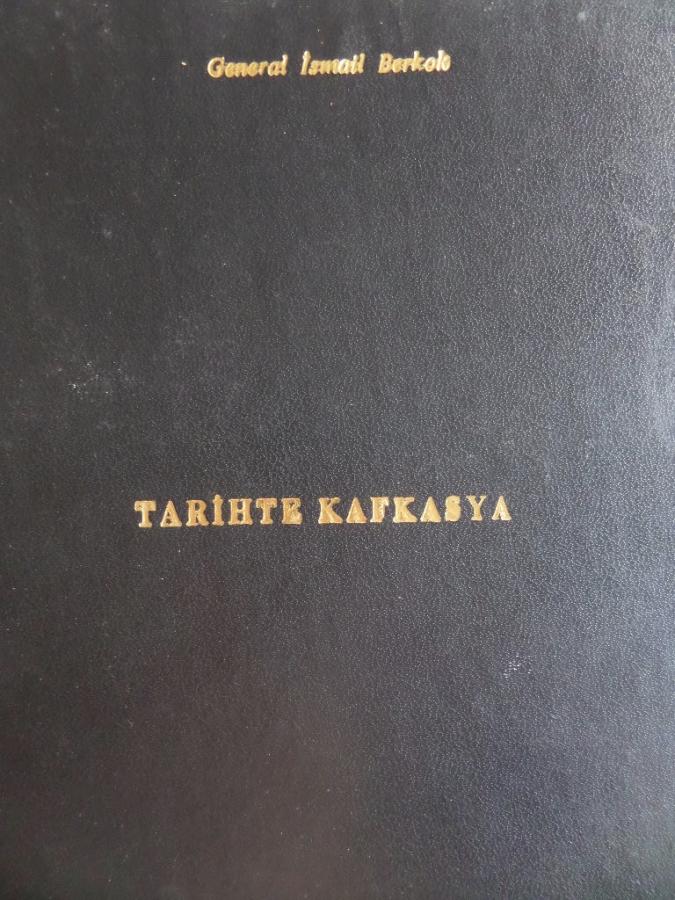 General İsmail Berkok
TARİHTE KAFKASYA